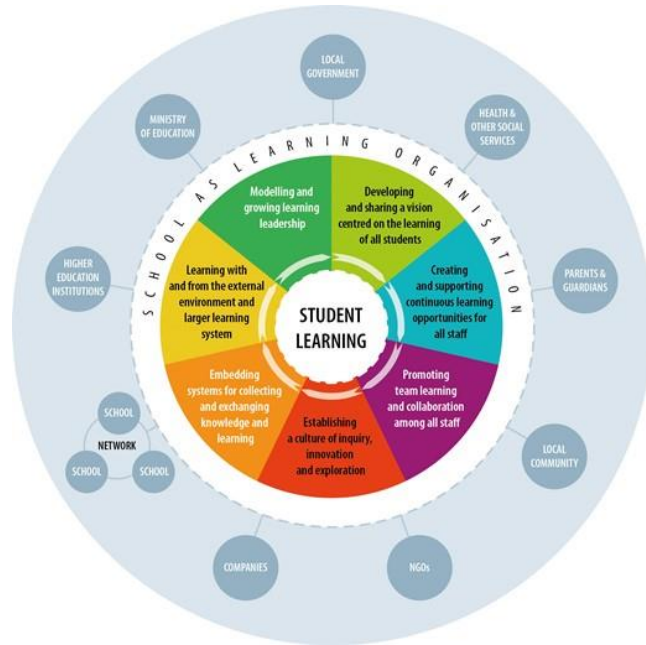 LOCAL
GOVERNMENT
HEALTH &
OTHER SOCIAL
SERVICES
PARENTS &
GUARDIANS
LOCAL
COMMUNITY
NGOs
COMPANIES
SCHOOL
NETWORK
SCHOOL
SCHOOL
HIGHER
EDUCATION
INSTITUTIONS
MINISTRY
OF EDUCATION
SCHOOL AS LEARNING ORGANISATION
Developing
and sharing a vision
centred on the learning
of all students
Creating
and supporting
continuous learning
opportunities for
all staff
Promoting
team learning
and collaboration
among all staff
Establishing
a culture of inquiry,
innovation
and exploration
Embedding
systems for collecting
and exchanging
knowledge and
learning
Learning with
and from the external
environment and
larger learning
system
Modelling and
growing learning
leadership
STUDENT
LEARNING